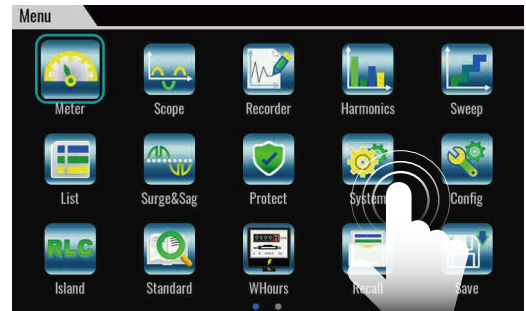 Menu
Meter Scope Recorder Harmonics Sweep
List Surge&Sag Protect System Config
RLC
Island Standard WHours Recall Save